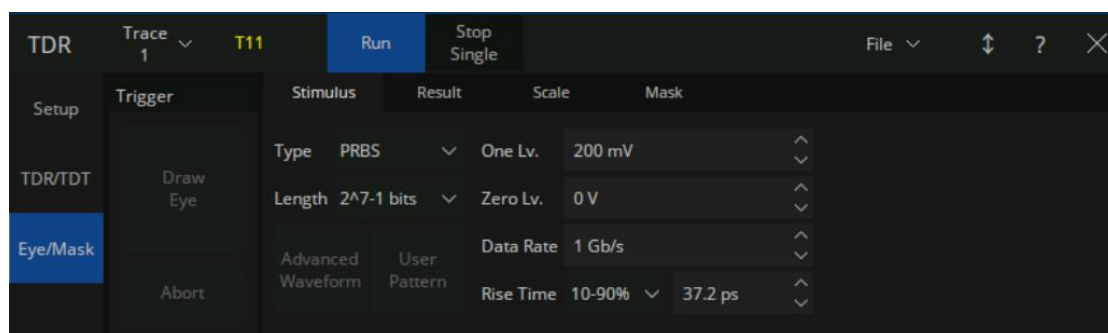 TDR
Trace
1
T11
Run
Stop
Single
File
?
Setup
TDR/TDT
Eye/Mask
Trigger
Draw
Eye
Abort
Stimulus Result Scale Mask
Type PRBS One Lv. 200 mV
Length 2^7-1 bits Zero Lv. 0 V
Advanced
Waveform
User
Pattern
Data Rate 1 Gb/s
Rise Time 10-90% 37.2 ps